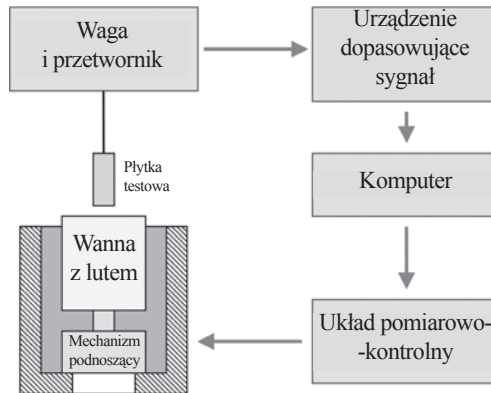 Waga
i przetwornik
Urządzenie
dopasowujące
sygnał
Płytka
testowa
Komputer
Wanna
z lutem
Mechanizm
podnoszący
Układ pomiarowo-
-kontrolny